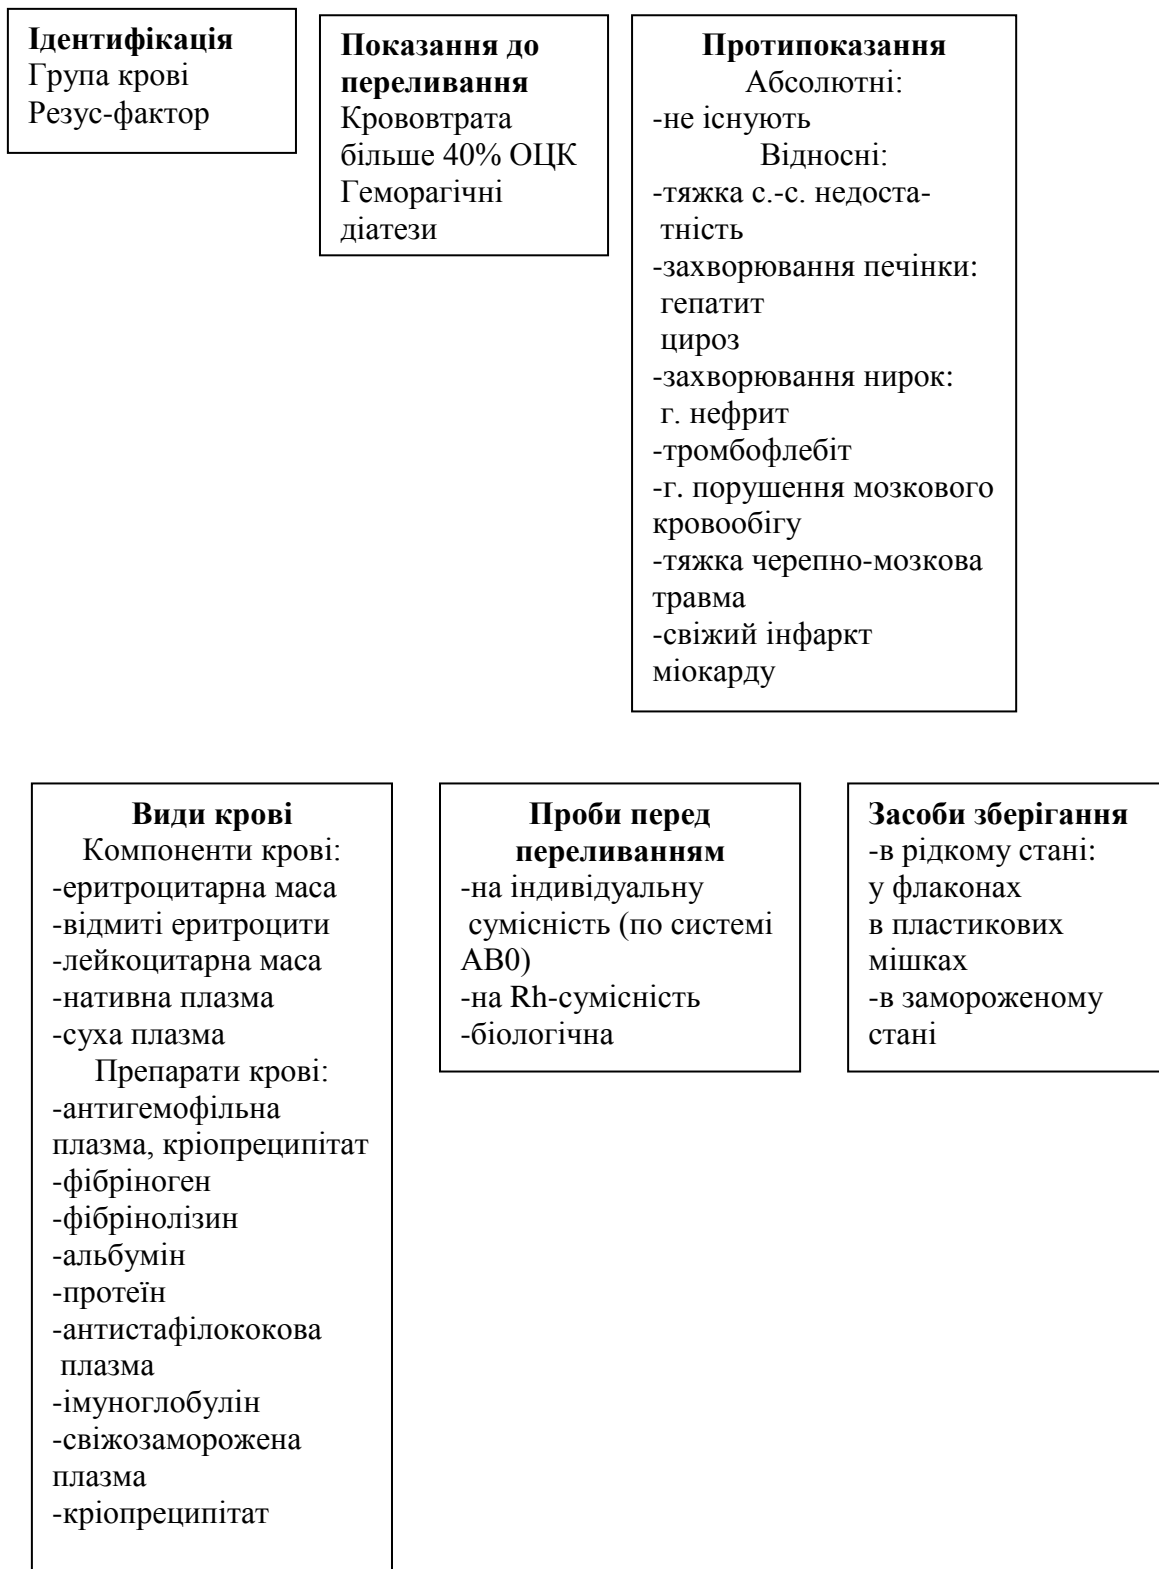 Ідентифікація
Група крові
Резус-фактор
Показання до
переливання
Крововтрата
більше 40% ОЦК
Геморагічні
діатези
Протипоказання
Абсолютні:
-не існують
Відносні:
-тяжка с.-с. недоста-
тність
-захворювання печінки:
гепатит
цироз
-захворювання нирок:
г. нефрит
-тромбофлебіт
-г. порушення мозкового
кровообігу
-тяжка черепно-мозкова
травма
-свіжий інфаркт
міокарду
Види крові
Компоненти крові:
-еритроцитарна маса
-відмиті еритроцити
-лейкоцитарна маса
-нативна плазма
-суха плазма
Препарати крові:
-антигемофільна
плазма, кріопреципітат
-фібріноген
-фібрінолізин
-альбумін
-протеїн
-антистафілококова
плазма
-імуноглобулін
-свіжозаморожена
плазма
-кріопреципітат
Проби перед
переливанням
-на індивідуальну
сумісність (по системі
АВ0)
-на Rh-сумісність
-біологічна
Засоби зберігання
-в рідкому стані:
у флаконах
в пластикових
мішках
-в замороженому
стані